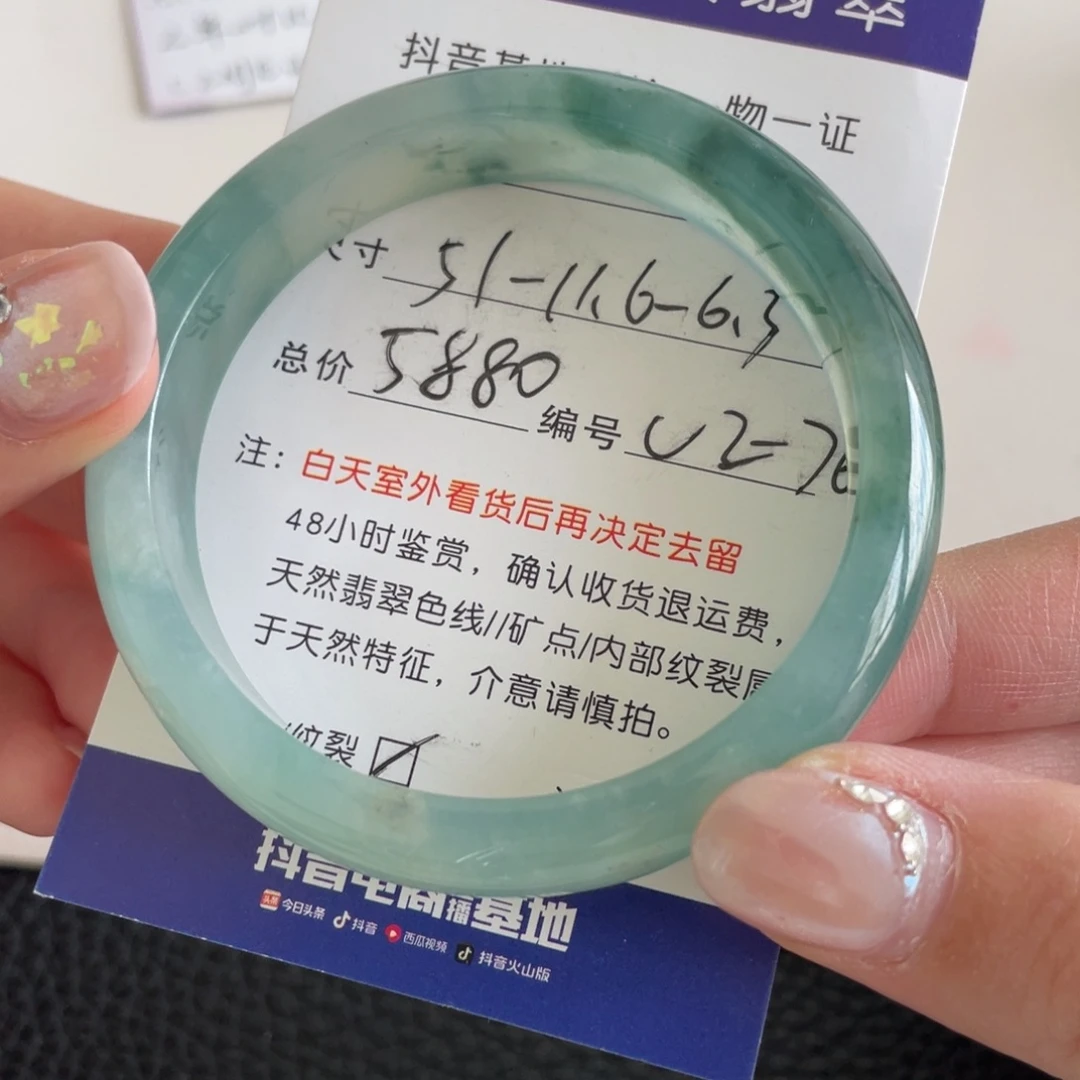 翡翠
抖音基地
物一证
寸 51-11.6-6.3
总价 5880 编号 U2-76
注：白天室外看货后再决定去留
48小时鉴赏，确认收货退运费，
天然翡翠色线//矿点/内部纹裂属
于天然特征，介意请慎拍。
纹裂
抖音电商直播基地
今日头条 抖音 西瓜视频 抖音火山版